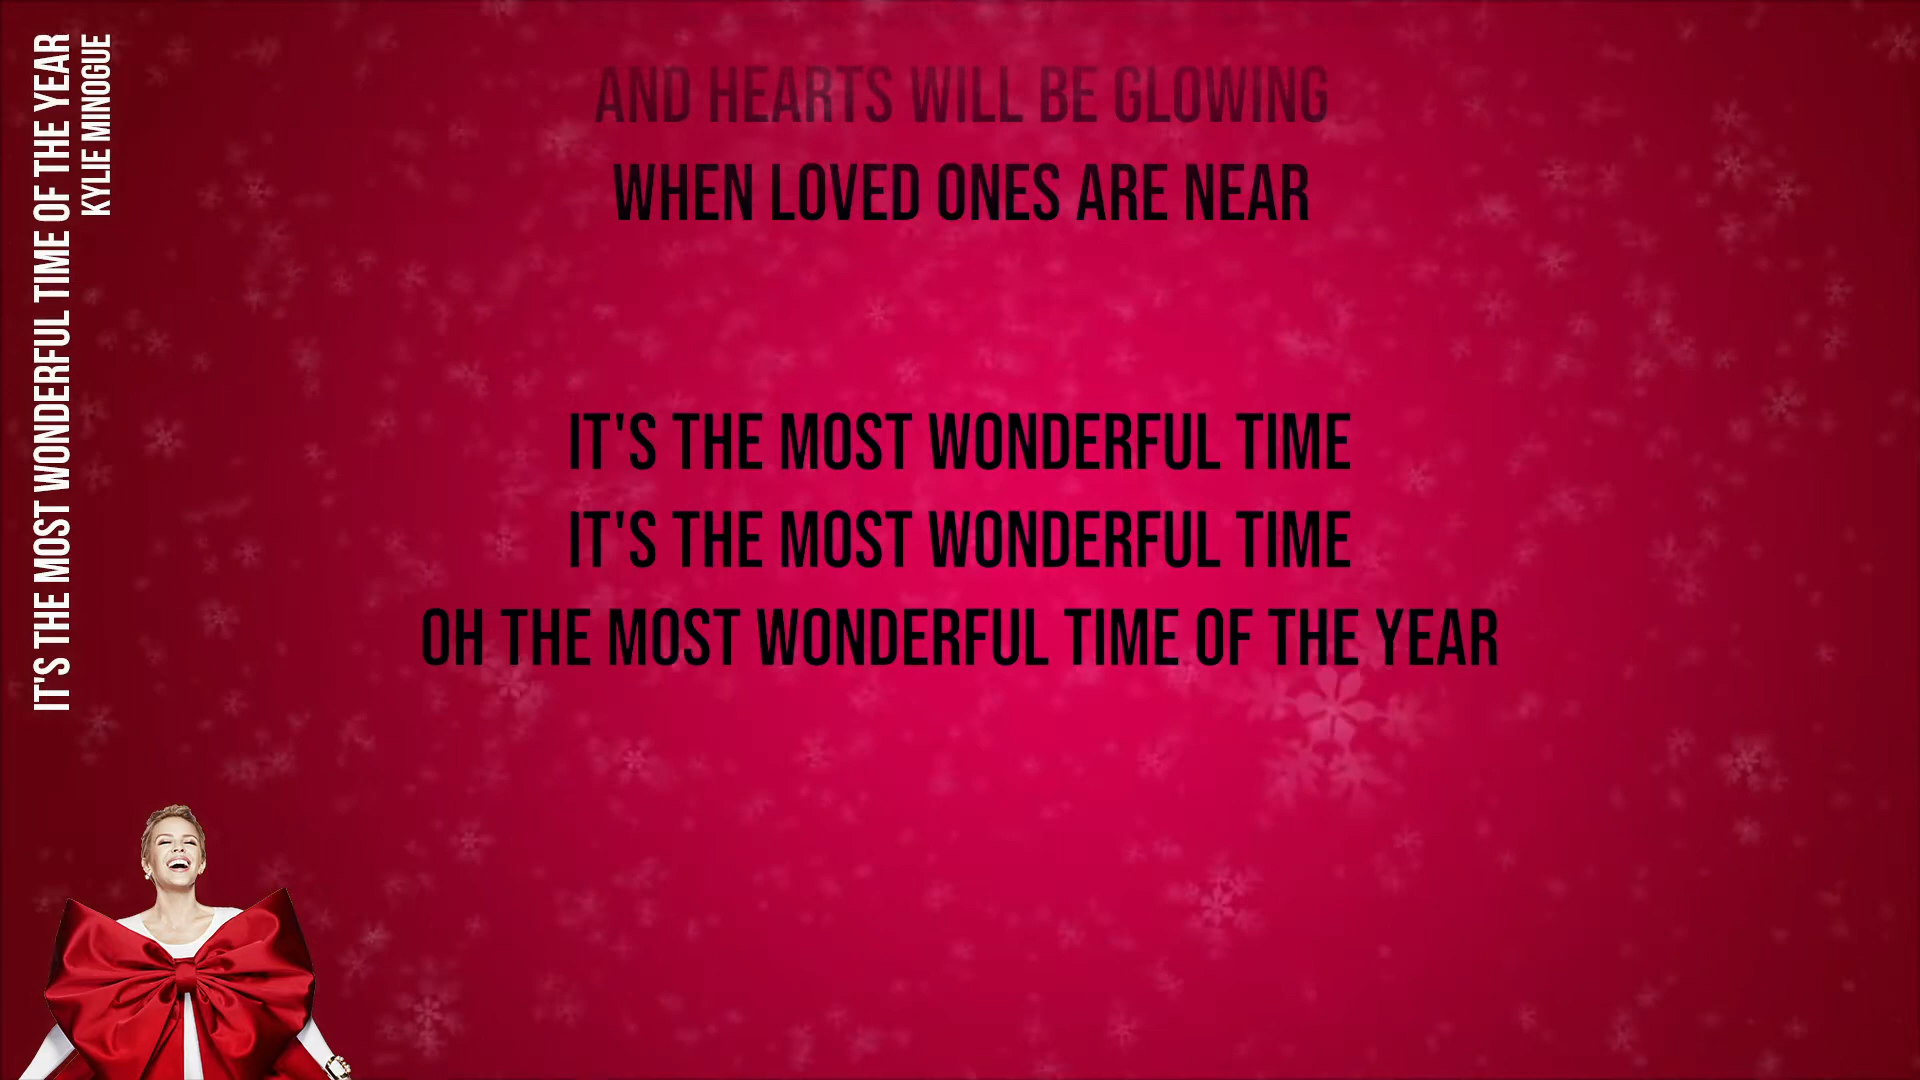 IT'S THE MOST WONDERFUL TIME OF THE YEAR
KYLIE MINOGUE
AND HEARTS WILL BE GLOWING
WHEN LOVED ONES ARE NEAR
IT'S THE MOST WONDERFUL TIME
IT'S THE MOST WONDERFUL TIME
OH THE MOST WONDERFUL TIME OF THE YEAR